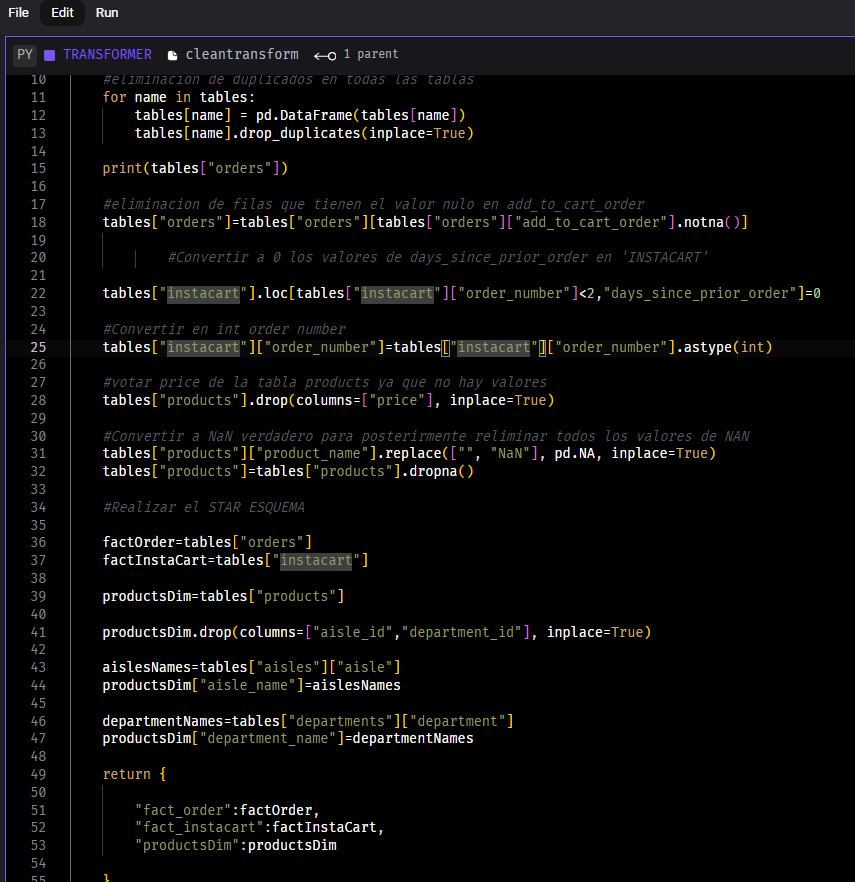 File Edit Run
PY TRANSFORMER cleantransform 1 parent
10 #eliminacion de duplicados en todas las tablas
11 for name in tables:
12 tables[name] = pd.DataFrame(tables[name])
13 tables[name].drop_duplicates(inplace=True)
14
15 print(tables["orders"])
16
17 #eliminacion de filas que tienen el valor nulo en add_to_cart_order
18 tables["orders"]=tables["orders"][tables["orders"]["add_to_cart_order"].notna()]
19
20 #Convertir a 0 los valores de days_since_prior_order en 'INSTACART'
21
22 tables["instacart"].loc[tables["instacart"]["order_number"]<2,"days_since_prior_order"]=0
23
24 #Convertir en int order number
25 tables["instacart"]["order_number"]=tables["instacart"]["order_number"].astype(int)
26
27 #votar price de la tabla products ya que no hay valores
28 tables["products"].drop(columns=["price"], inplace=True)
29
30 #Convertir a NaN verdadero para posterirmente reliminar todos los valores de NAN
31 tables["products"]["product_name"].replace(["", "NaN"], pd.NA, inplace=True)
32 tables["products"]=tables["products"].dropna()
33
34 #Realizar el STAR ESQUEMA
35
36 factOrder=tables["orders"]
37 factInstaCart=tables["instacart"]
38
39 productsDim=tables["products"]
40
41 productsDim.drop(columns=["aisle_id","department_id"], inplace=True)
42
43 aislesNames=tables["aisles"]["aisle"]
44 productsDim["aisle_name"]=aislesNames
45
46 departmentNames=tables["departments"]["department"]
47 productsDim["department_name"]=departmentNames
48
49 return {
50
51 "fact_order":factOrder,
52 "fact_instacart":factInstaCart,
53 "productsDim":productsDim
54
55 }